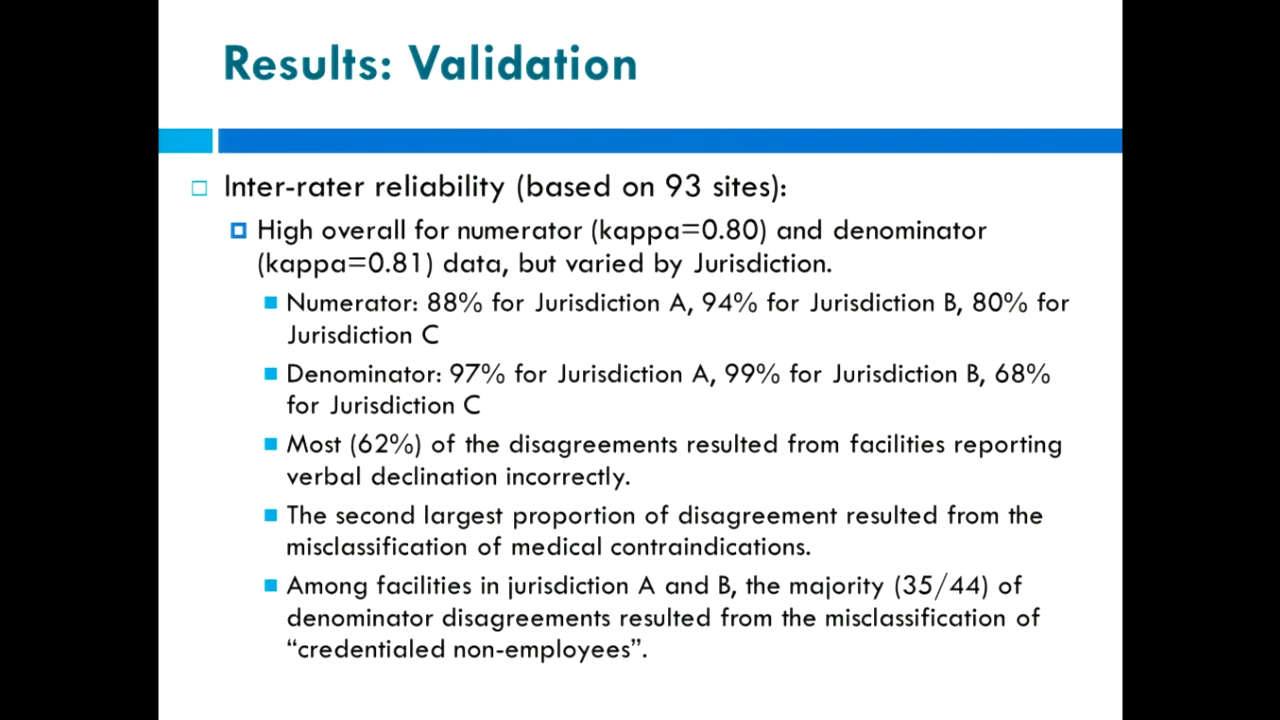 Results: Validation
Inter-rater reliability (based on 93 sites):
High overall for numerator (kappa=0.80) and denominator
(kappa=0.81) data, but varied by Jurisdiction.
Numerator: 88% for Jurisdiction A, 94% for Jurisdiction B, 80% for
Jurisdiction C
Denominator: 97% for Jurisdiction A, 99% for Jurisdiction B, 68%
for Jurisdiction C
Most (62%) of the disagreements resulted from facilities reporting
verbal declination incorrectly.
The second largest proportion of disagreement resulted from the
misclassification of medical contraindications.
Among facilities in jurisdiction A and B, the majority (35/44) of
denominator disagreements resulted from the misclassification of
“credentialed non-employees”.